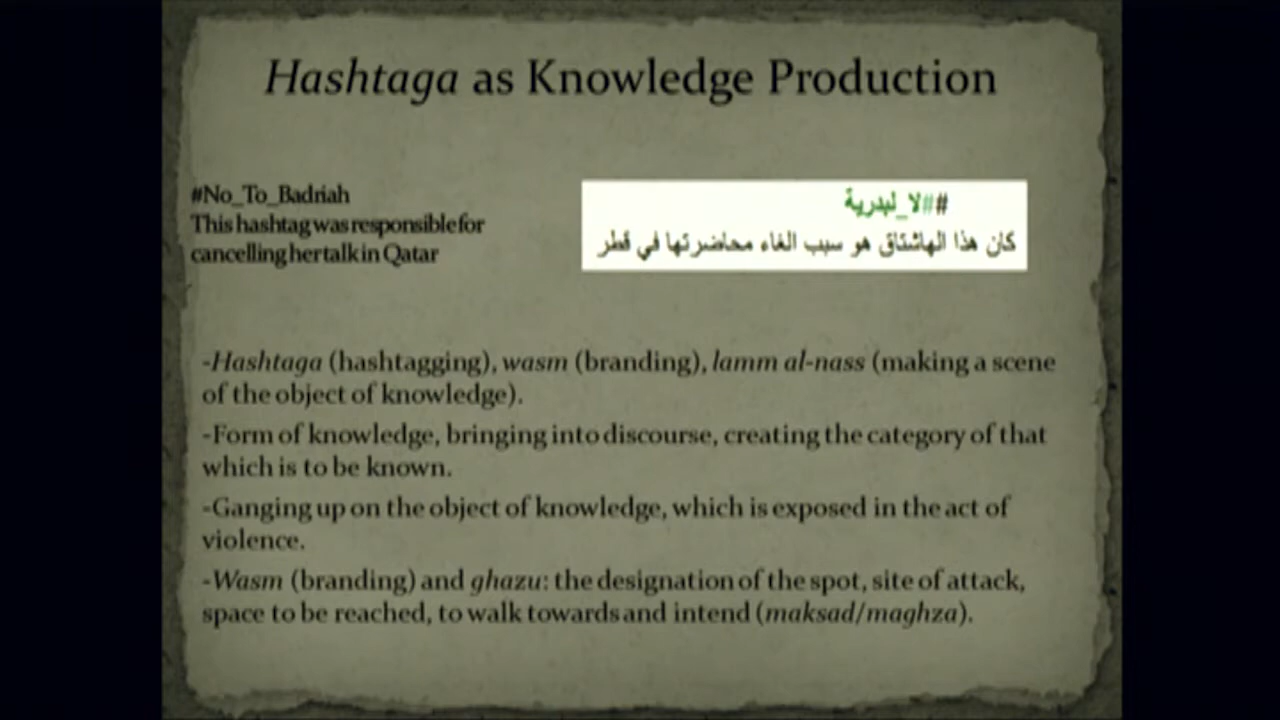 Hashtaga as Knowledge Production
#No_To_Badriah
This hashtag was responsible for
cancelling her talk in Qatar
##لا_لبدرية
كان هذا الهاشتاق هو سبب الغاء محاضرتها في قطر
-Hashtaga (hashtagging), wasm (branding), lamm al-nass (making a scene
of the object of knowledge).
-Form of knowledge, bringing into discourse, creating the category of that
which is to be known.
-Ganging up on the object of knowledge, which is exposed in the act of
violence.
-Wasm (branding) and ghazu: the designation of the spot, site of attack,
space to be reached, to walk towards and intend (maksad/maghza).